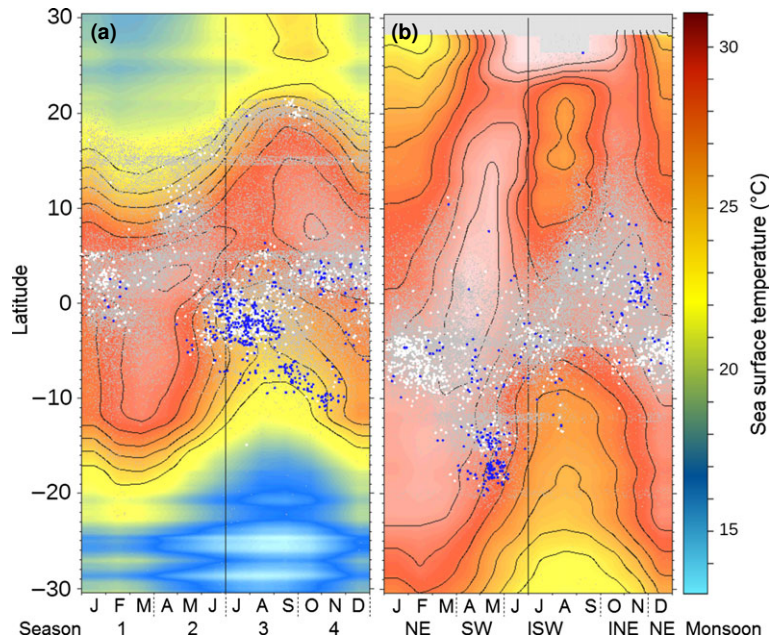 (a)
(b)
30
20
10
0
−10
−20
−30
Latitude
J F M A M J J A S O N D
J F M A M J J A S O N D
Season 1 2 3 4
NE SW ISW INE NE Monsoon
30
25
20
15
Sea surface temperature (°C)